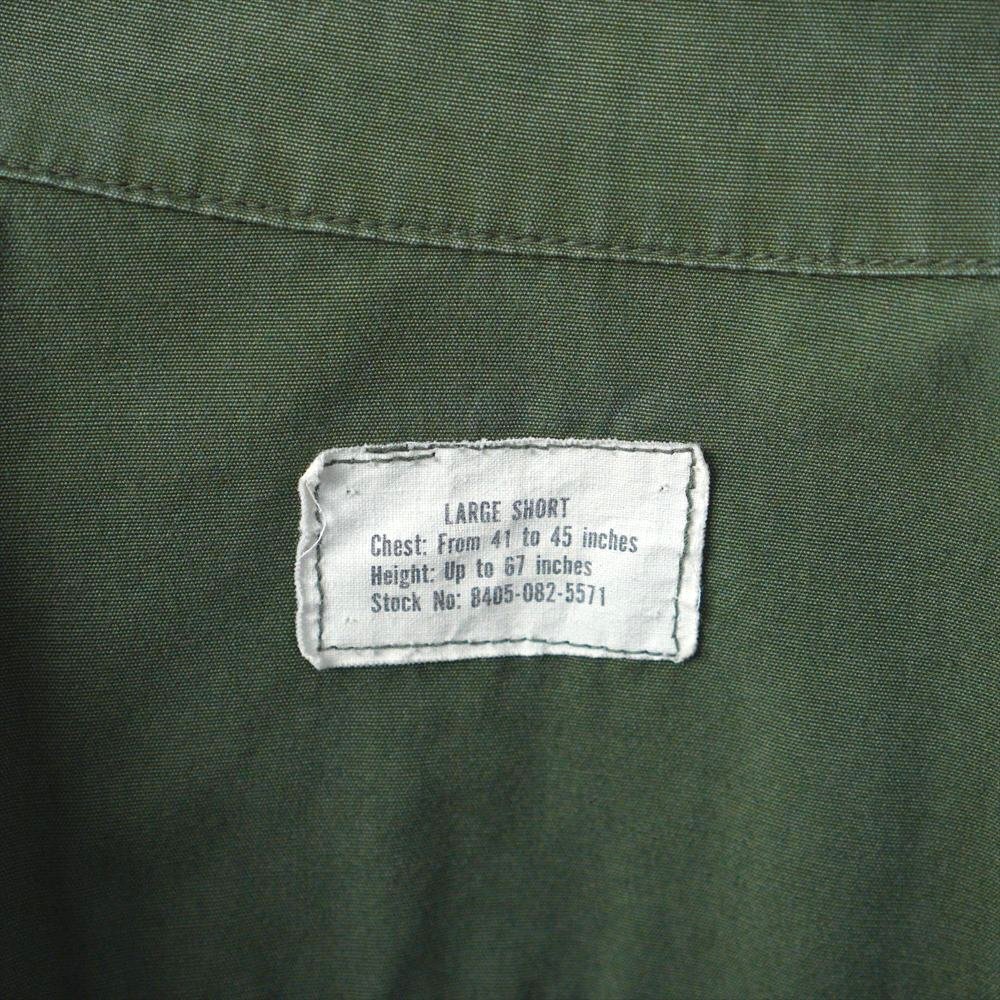 LARGE SHORT
Chest: From 41 to 45 inches
Height: Up to 67 inches
Stock No: 8405-082-5571